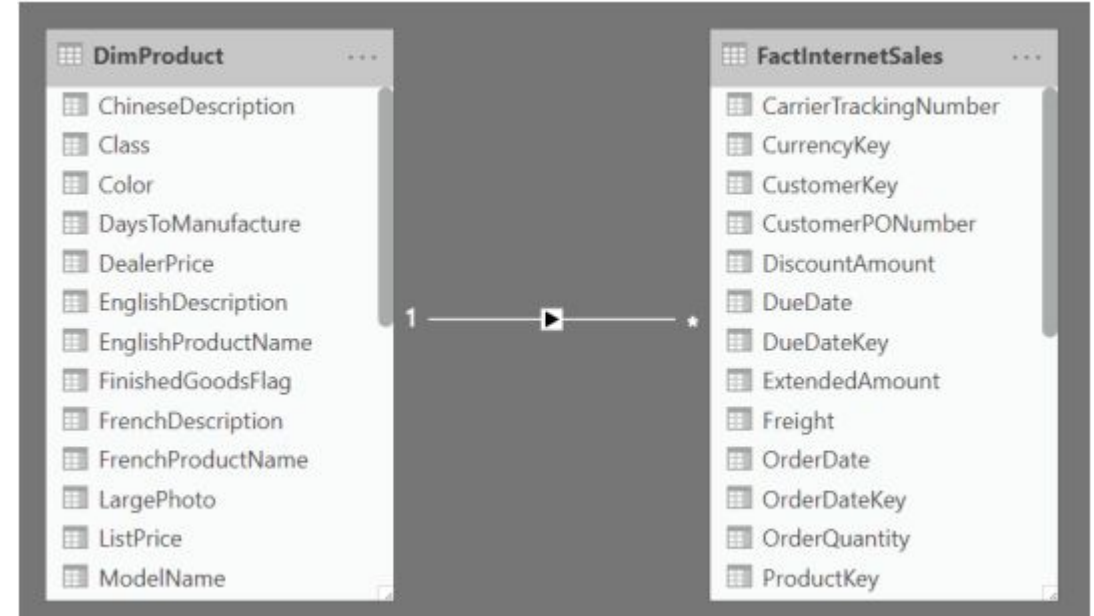 DimProduct ...
ChineseDescription
Class
Color
DaysToManufacture
DealerPrice
EnglishDescription
EnglishProductName
FinishedGoodsFlag
FrenchDescription
FrenchProductName
LargePhoto
ListPrice
ModelName
1 *
FactInternetSales ...
CarrierTrackingNumber
CurrencyKey
CustomerKey
CustomerPONumber
DiscountAmount
DueDate
DueDateKey
ExtendedAmount
Freight
OrderDate
OrderDateKey
OrderQuantity
ProductKey